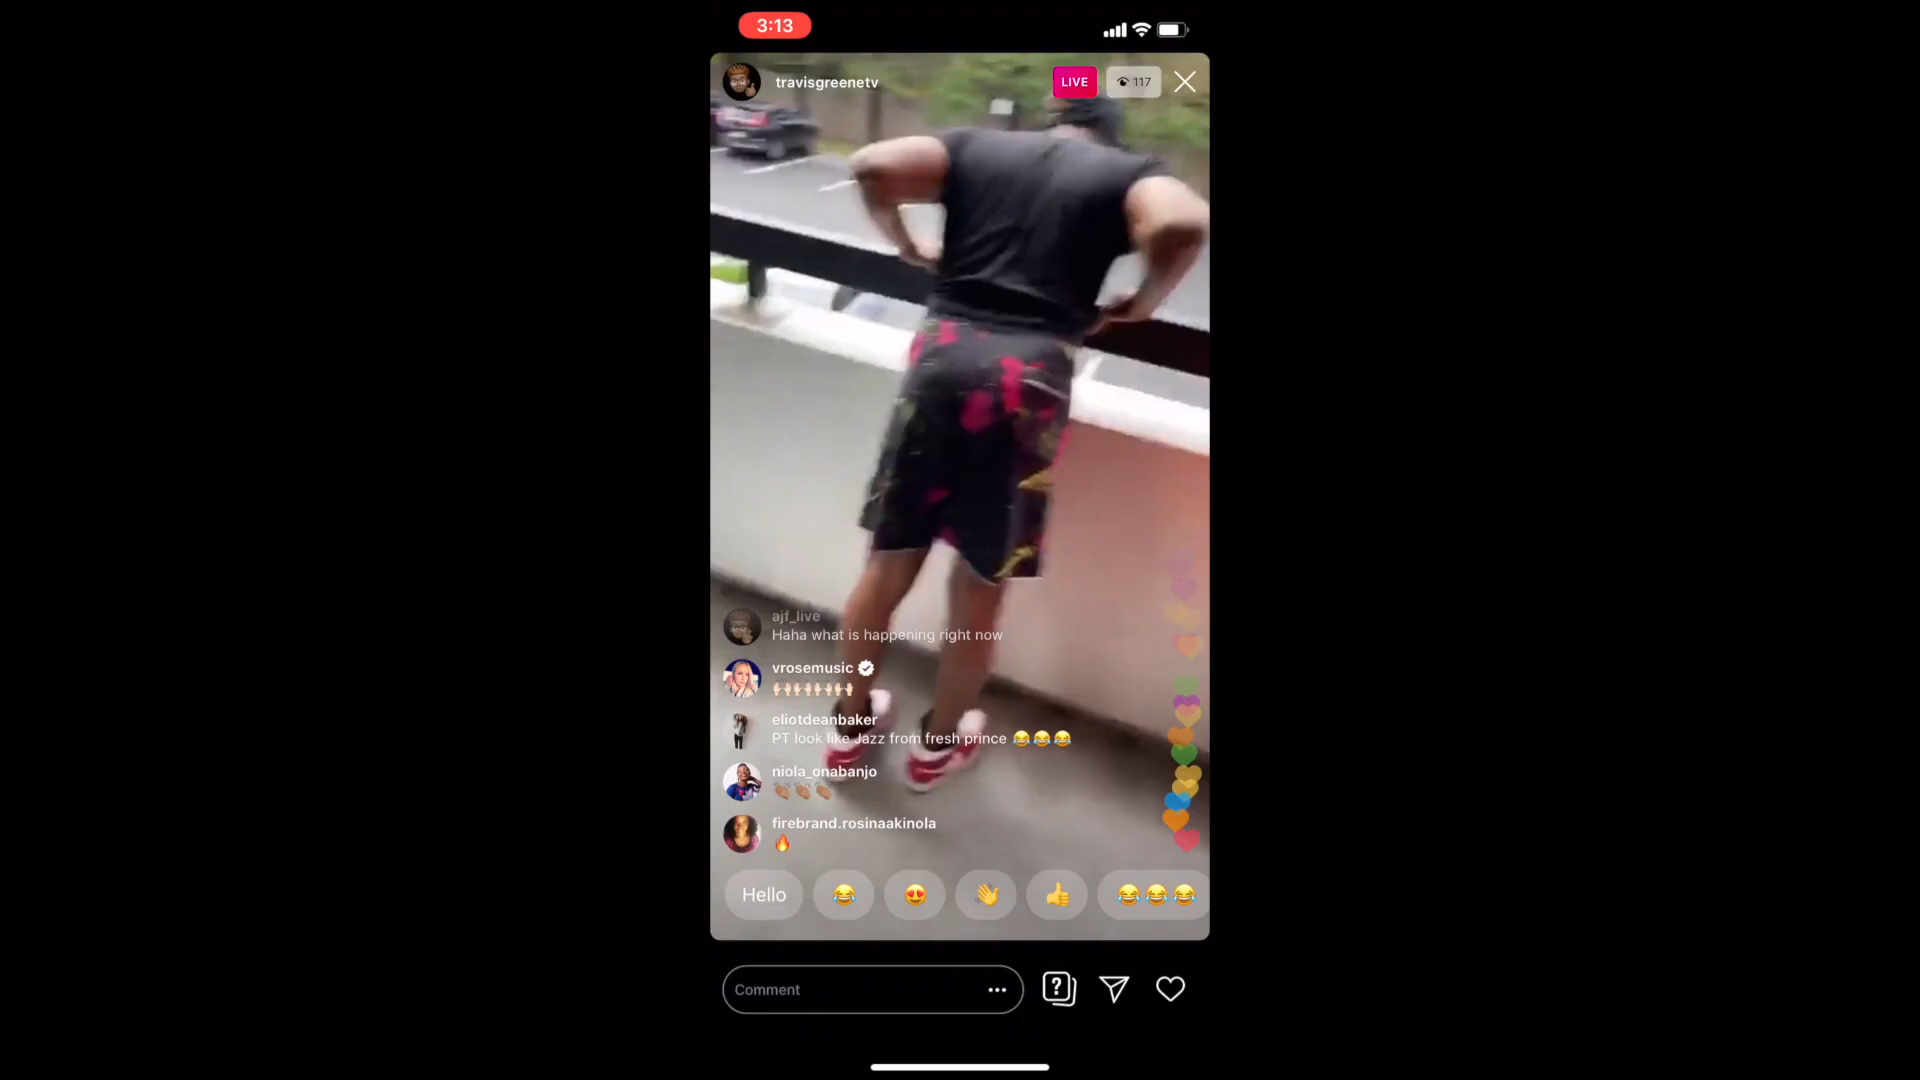 3:13
travisgreenetv
LIVE
117
ajf_live
Haha what is happening right now
vrosemusic
eliotdeanbaker
PT look like Jazz from fresh prince 😂😂😂
niola_onabanjo
firebrand.rosinaakinola
🔥
Hello
Comment